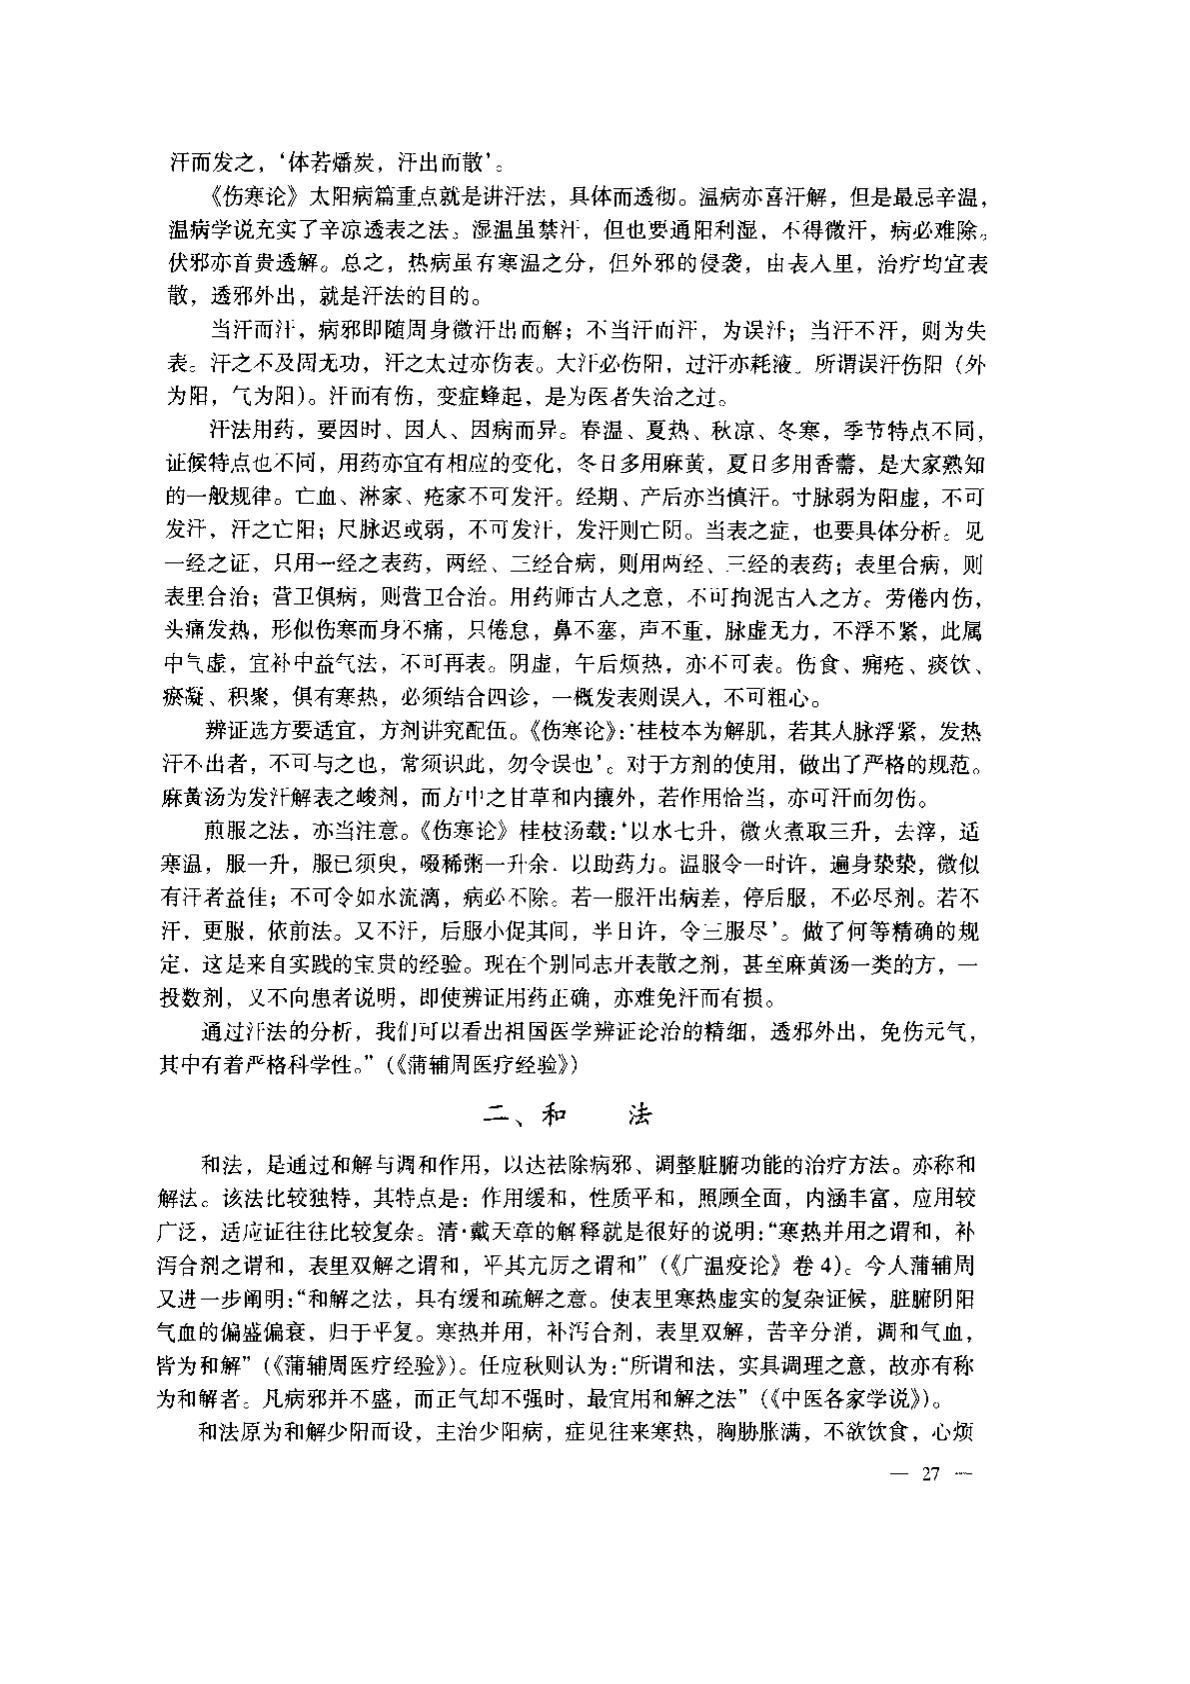 汗而发之，‘体若燔炭，汗出而散’。
《伤寒论》太阳病篇重点就是讲汗法，具体而透彻。温病亦喜汗解，但是最忌辛温，
温病学说充实了辛凉透表之法。湿温虽禁汗，但也要通阳利湿，不得微汗，病必难除。
伏邪亦首贵透解。总之，热病虽有寒温之分，但外邪的侵袭，由表入里，治疗均宜表
散，透邪外出，就是汗法的目的。
当汗而汗，病邪即随周身微汗出而解；不当汗而汗，为误汗；当汗不汗，则为失
表。汗之不及固无功，汗之太过亦伤表。大汗必伤阳，过汗亦耗液。所谓误汗伤阳（外
为阳，气为阳）。汗而有伤，变症蜂起，是为医者失治之过。
汗法用药，要因时、因人、因病而异。春温、夏热、秋凉、冬寒，季节特点不同，
证候特点也不同，用药亦宜有相应的变化，冬日多用麻黄，夏日多用香薷，是大家熟知
的一般规律。亡血、淋家、疮家不可发汗。经期、产后亦当慎汗。寸脉弱为阳虚，不可
发汗，汗之亡阳；尺脉迟或弱，不可发汁，发汗则亡阴。当表之症，也要具体分析。见
一经之证，只用一经之表药，两经、三经合病，则用两经、三经的表药；表里合病，则
表里合治；营卫俱病，则营卫合治。用药师古人之意，不可拘泥古人之方。劳倦内伤，
头痛发热，形似伤寒而身不痛，只倦怠，鼻不塞，声不重，脉虚无力，不浮不紧，此属
中气虚，宜补中益气法，不可再表。阴虚，午后烦热，亦不可表。伤食、痈疮、痰饮、
瘀凝、积聚，俱有寒热，必须结合四诊，一概发表则误人，不可粗心。
辨证选方要适宜，方剂讲究配伍。《伤寒论》：‘桂枝本为解肌，若其人脉浮紧，发热
汗不出者，不可与之也，常须识此，勿令误也’。对于方剂的使用，做出了严格的规范。
麻黄汤为发汗解表之峻剂，而方中之甘草和内攘外，若作用恰当，亦可汗而勿伤。
煎服之法，亦当注意。《伤寒论》桂枝汤载：‘以水七升，微火煮取三升，去滓，适
寒温，服一升，服已须臾，啜稀粥一升余．以助药力。温服令一时许，遍身漐漐，微似
有汗者益佳；不可令如水流漓，病必不除。若一服汗出病差，停后服，不必尽剂。若不
汗，更服，依前法。又不汗，后服小促其间，半日许，令三服尽’。做了何等精确的规
定．这是来自实践的宝贵的经验。现在个别同志开表散之剂，甚至麻黄汤一类的方，一
投数剂，又不向患者说明，即使辨证用药正确，亦难免汗而有损。
通过汗法的分析，我们可以看出祖国医学辨证论治的精细，透邪外出，免伤元气，
其中有着严格科学性。”（《蒲辅周医疗经验》）
二、和　　法
和法，是通过和解与调和作用，以达祛除病邪、调整脏腑功能的治疗方法。亦称和
解法。该法比较独特，其特点是：作用缓和，性质平和，照顾全面，内涵丰富，应用较
广泛，适应证往往比较复杂。清·戴天章的解释就是很好的说明：“寒热并用之谓和，补
泻合剂之谓和，表里双解之谓和，平其亢厉之谓和”（《广温疫论》卷 4）。今人蒲辅周
又进一步阐明：“和解之法，具有缓和疏解之意。使表里寒热虚实的复杂证候，脏腑阴阳
气血的偏盛偏衰，归于平复。寒热并用，补泻合剂，表里双解，苦辛分消，调和气血，
皆为和解”（《蒲辅周医疗经验》）。任应秋则认为：“所谓和法，实具调理之意，故亦有称
为和解者。凡病邪并不盛，而正气却不强时，最宜用和解之法”（《中医各家学说》）。
和法原为和解少阳而设，主治少阳病，症见往来寒热，胸胁胀满，不欲饮食，心烦
— 27 —